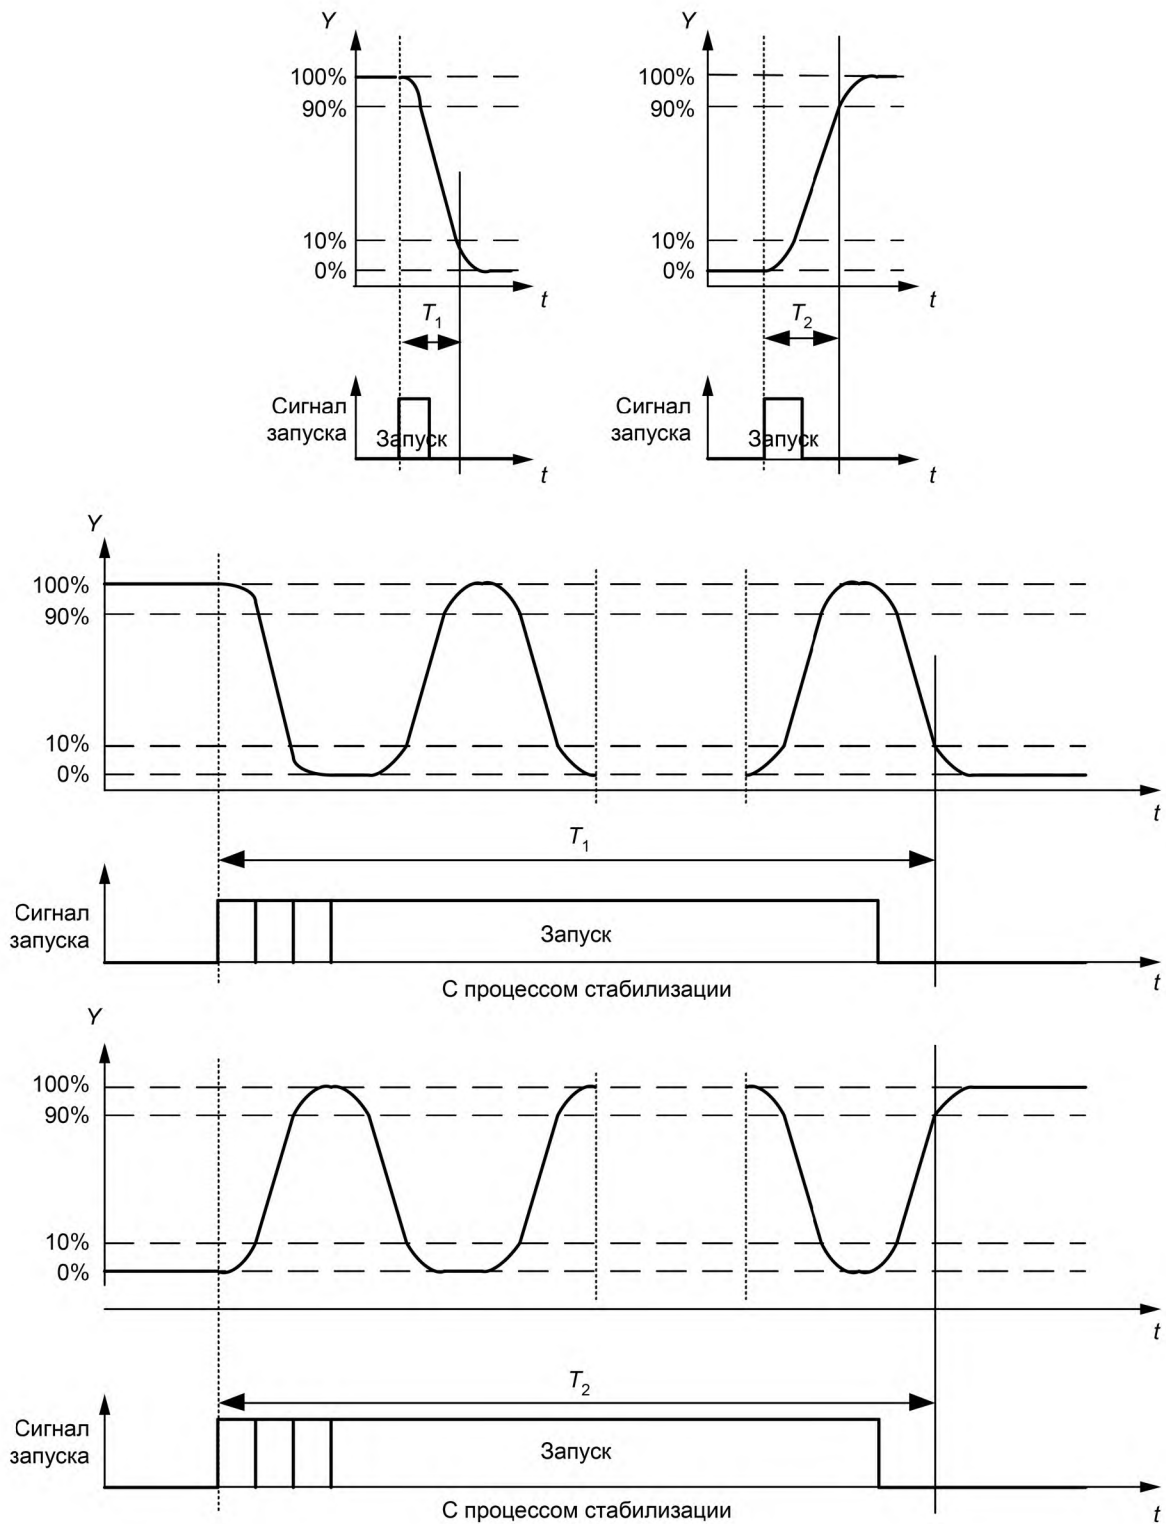 Y
100%
90%
10%
0%
t
T1
Сигнал
запуска
Запуск
t
Y
100%
90%
10%
0%
t
T2
Сигнал
запуска
Запуск
t
Y
100%
90%
10%
0%
t
T1
Сигнал
запуска
Запуск
t
С процессом стабилизации
Y
100%
90%
10%
0%
t
T2
Сигнал
запуска
Запуск
t
С процессом стабилизации